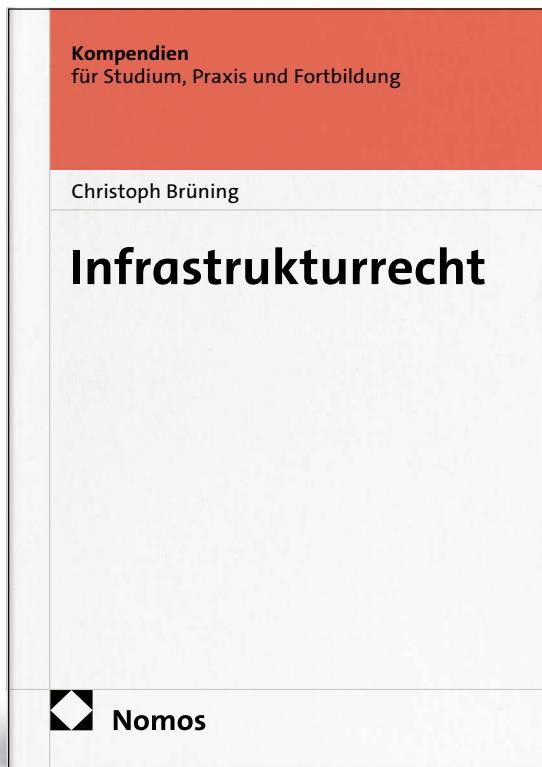 Kompendien
für Studium, Praxis und Fortbildung
Christoph Brüning
Infrastrukturrecht
Nomos